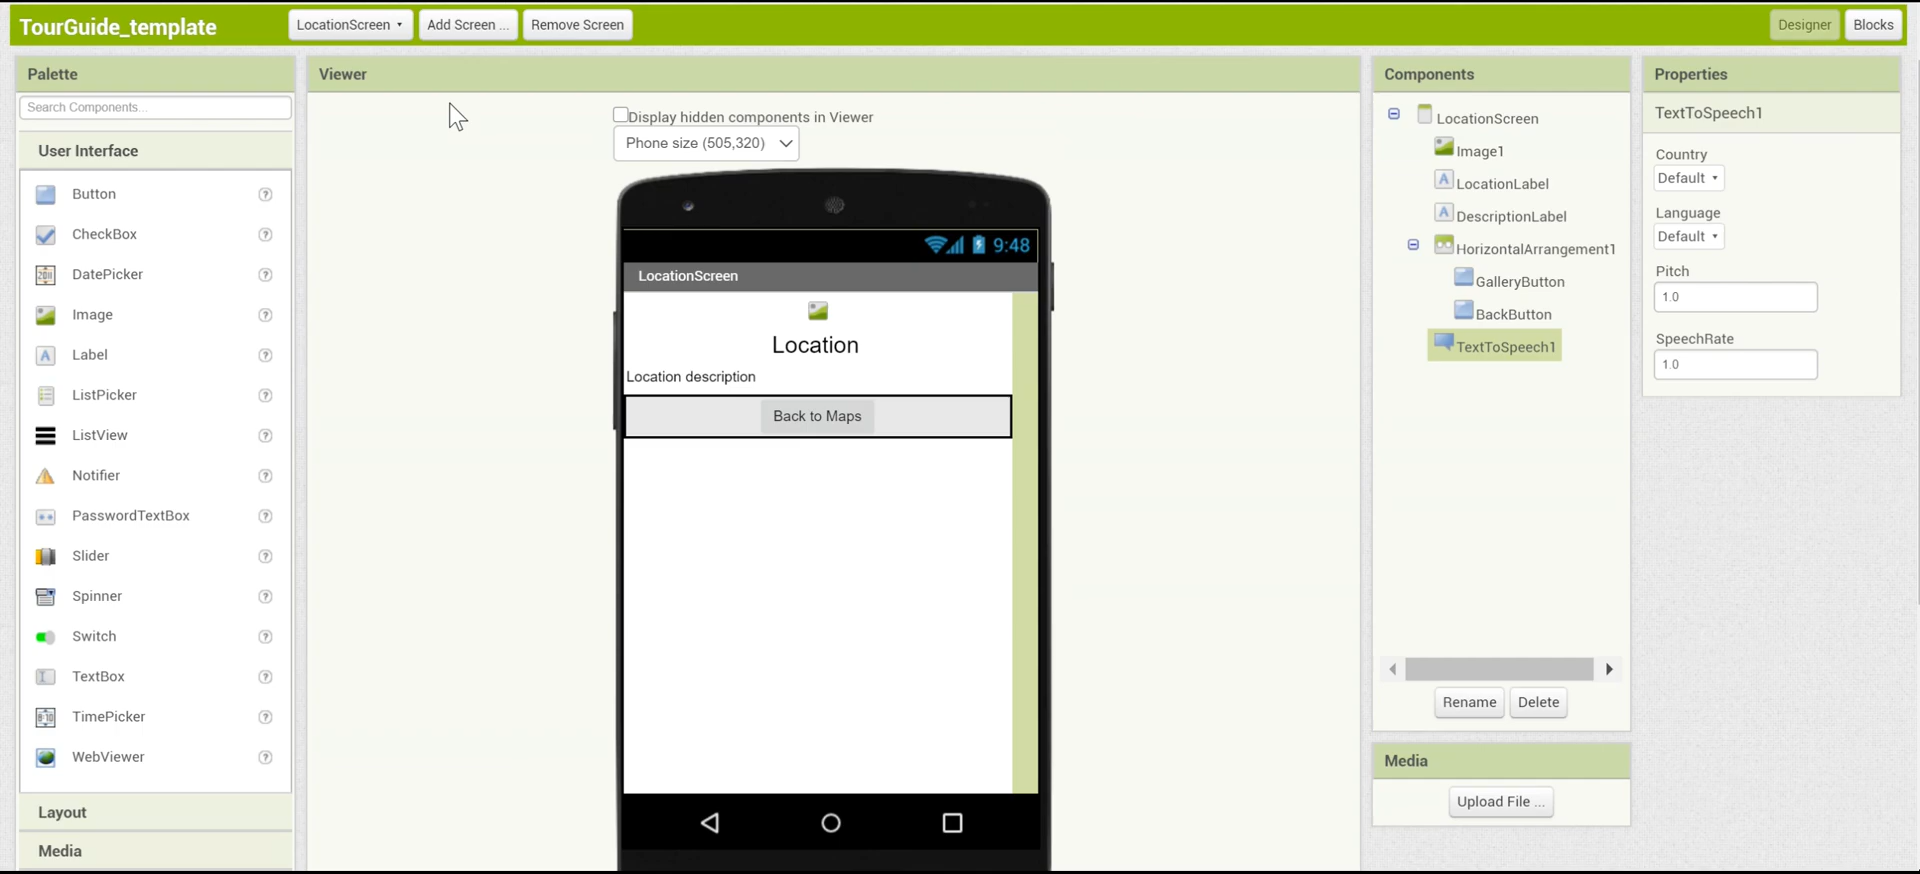 TourGuide_template
LocationScreen
Add Screen ...
Remove Screen
Designer
Blocks
Palette
Search Components...
User Interface
Button
CheckBox
DatePicker
Image
Label
ListPicker
ListView
Notifier
PasswordTextBox
Slider
Spinner
Switch
TextBox
TimePicker
WebViewer
Layout
Media
Viewer
Display hidden components in Viewer
Phone size (505,320)
9:48
LocationScreen
Location
Location description
Back to Maps
Components
LocationScreen
Image1
LocationLabel
DescriptionLabel
HorizontalArrangement1
GalleryButton
BackButton
TextToSpeech1
Rename
Delete
Media
Upload File ...
Properties
TextToSpeech1
Country
Default
Language
Default
Pitch
1.0
SpeechRate
1.0